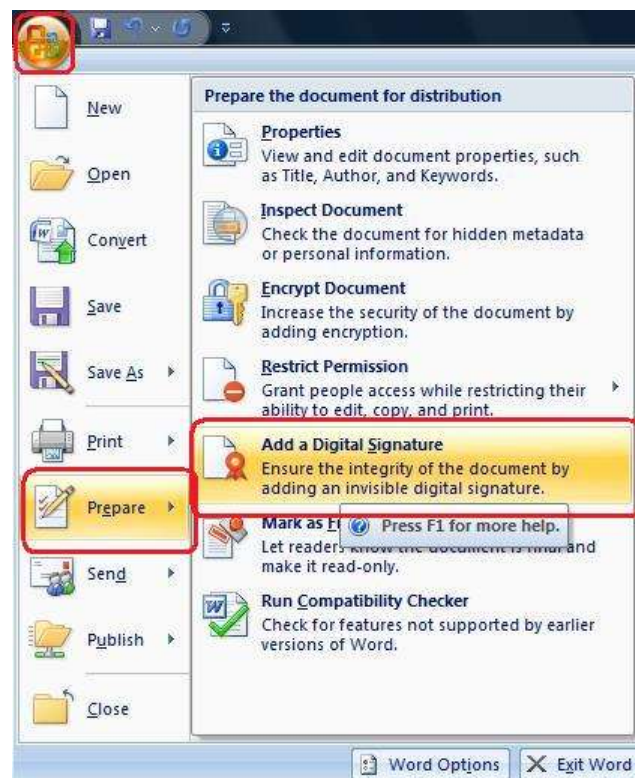 New
Open
Convert
Save
Save As
Print
Prepare
Send
Publish
Close
Prepare the document for distribution
Properties
View and edit document properties, such
as Title, Author, and Keywords.
Inspect Document
Check the document for hidden metadata
or personal information.
Encrypt Document
Increase the security of the document by
adding encryption.
Restrict Permission
Grant people access while restricting their
ability to edit, copy, and print.
Add a Digital Signature
Ensure the integrity of the document by
adding an invisible digital signature.
Mark as
Press F1 for more help.
Let readers know the document is final and
make it read-only.
Run Compatibility Checker
Check for features not supported by earlier
versions of Word.
Word Options
Exit Word